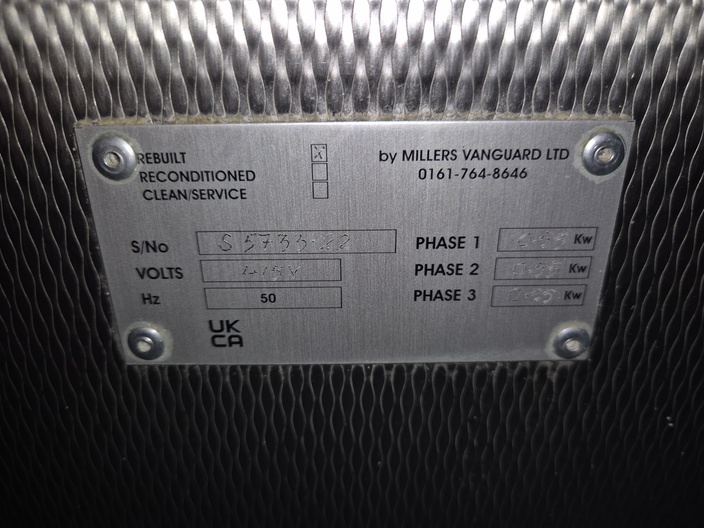 REBUILT X
RECONDITIONED
CLEAN/SERVICE
by MILLERS VANGUARD LTD
0161-764-8646
S/No
VOLTS 415V
Hz 50
UK
CA
PHASE 1 Kw
PHASE 2 Kw
PHASE 3 Kw